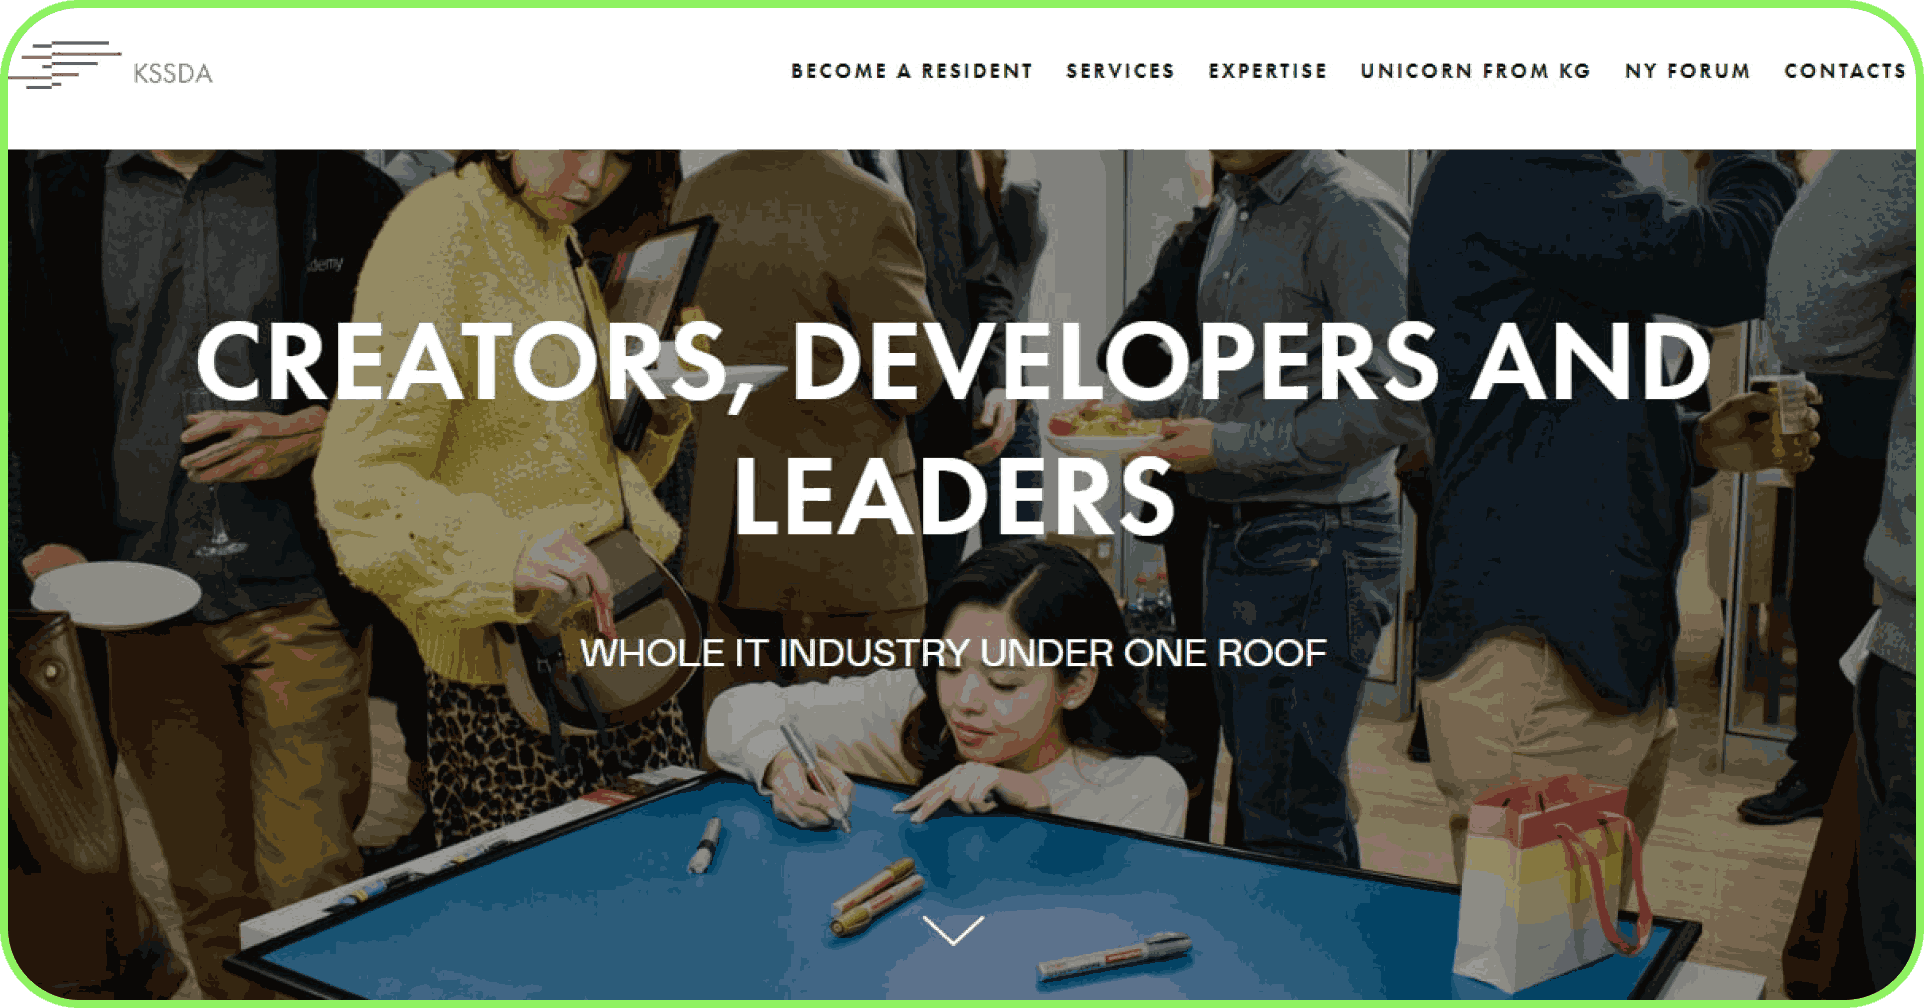 KSSDA
BECOME A RESIDENT SERVICES EXPERTISE UNICORN FROM KG NY FORUM CONTACTS
CREATORS, DEVELOPERS AND
LEADERS
WHOLE IT INDUSTRY UNDER ONE ROOF